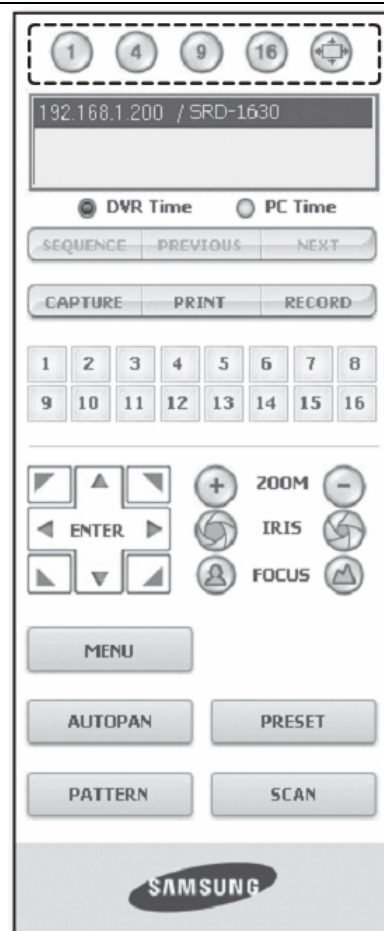 1 4 9 16
192.168.1.200 / SRD-1630
DVR Time PC Time
SEQUENCE PREVIOUS NEXT
CAPTURE PRINT RECORD
1 2 3 4 5 6 7 8
9 10 11 12 13 14 15 16
ZOOM
ENTER IRIS
FOCUS
MENU
AUTOPAN PRESET
PATTERN SCAN
SAMSUNG